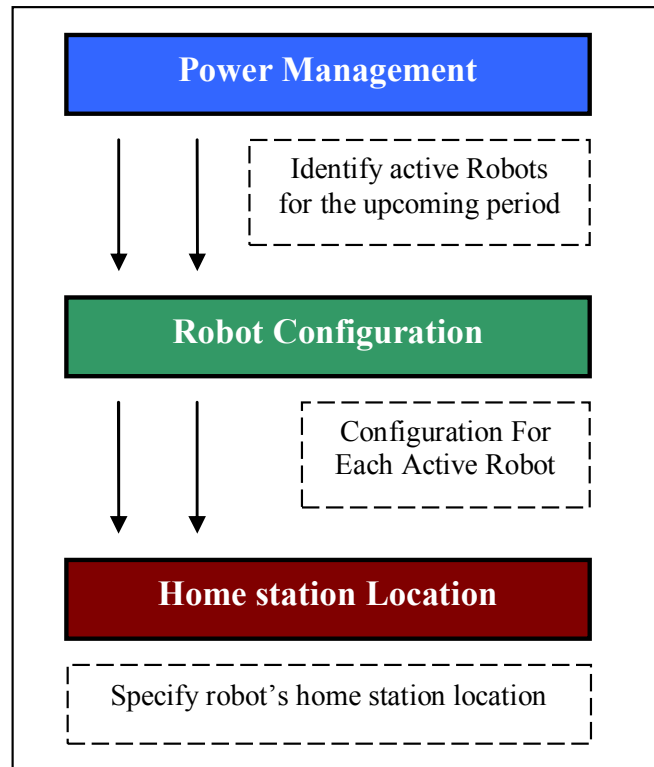 Power Management
Identify active Robots
for the upcoming period
Robot Configuration
Configuration For
Each Active Robot
Home station Location
Specify robot’s home station location